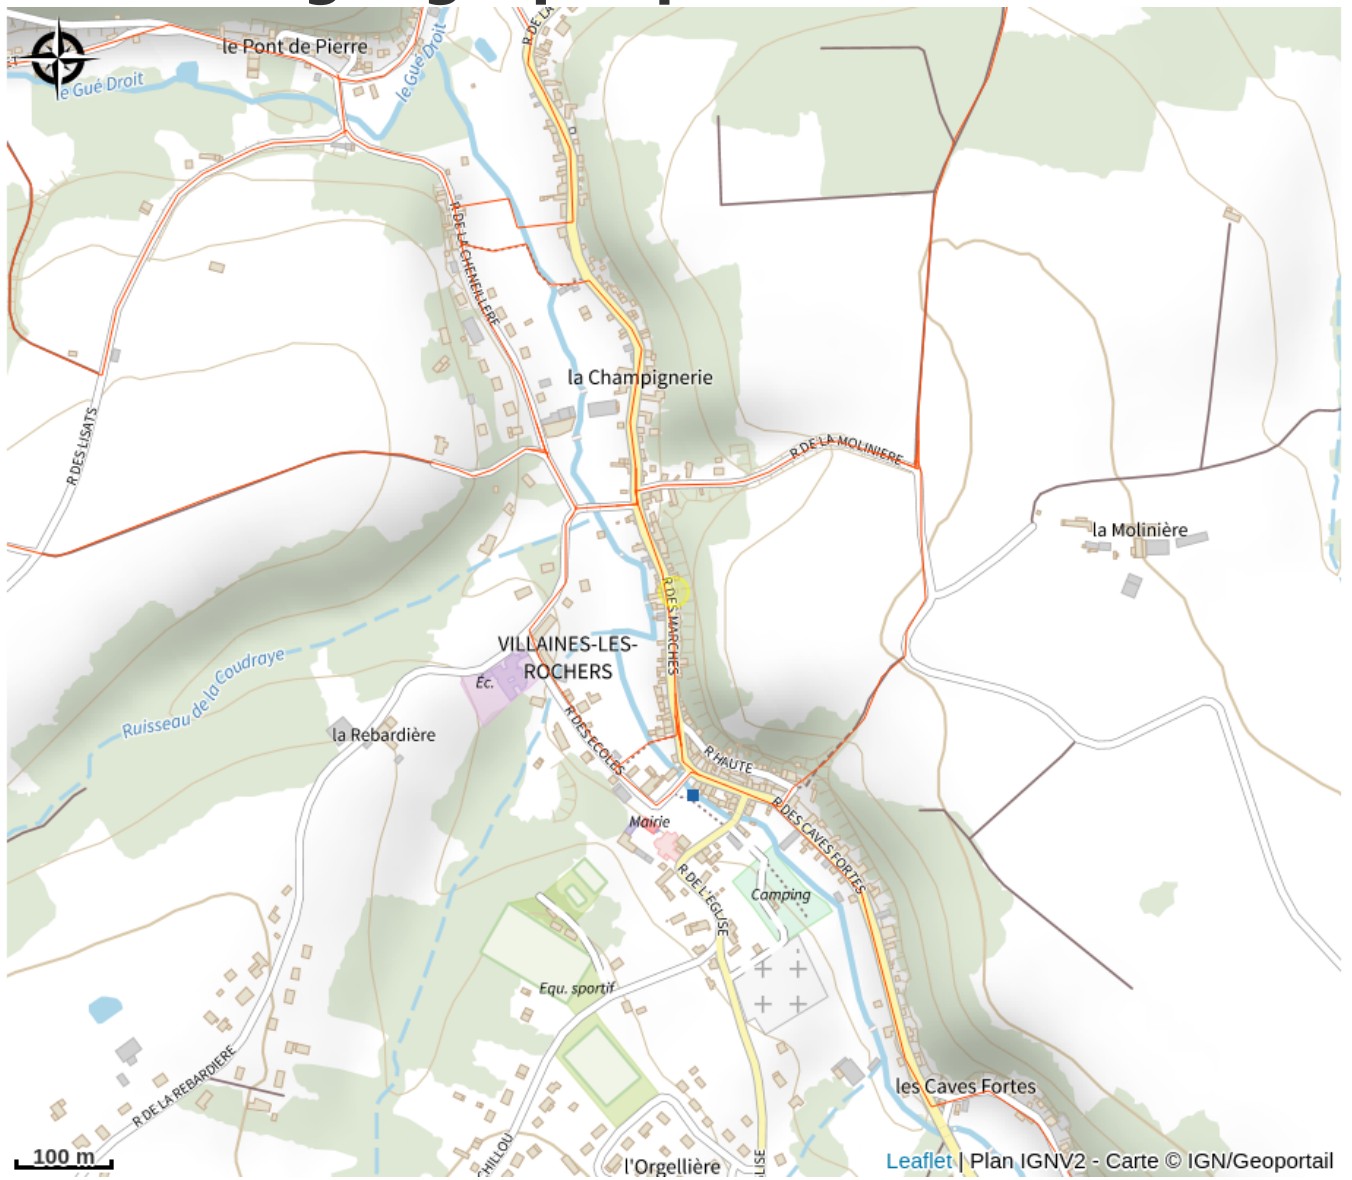 le Pont de Pierre
R DE LA
le Gué Droit
e Gué Droit
R DE LA CHENEILLERE
la Champignerie
R DES LISATS
R DE LA MOLINIERE
la Molinière
R DES MARCHES
VILLAINES-LES-
ROCHERS
Éc.
Ruisseau de la Coudraye
la Rebardière
R DES ECOLES
R HAUTE
Mairie
R DES CAVES FORTES
R DE L'EGLISE
Camping
Equ. sportif
R DE LA REBARDIERE
les Caves Fortes
CHILLOU
l'Orgellière
LISE
100 m
Leaflet | Plan IGNV2 - Carte © IGN/Geoportail